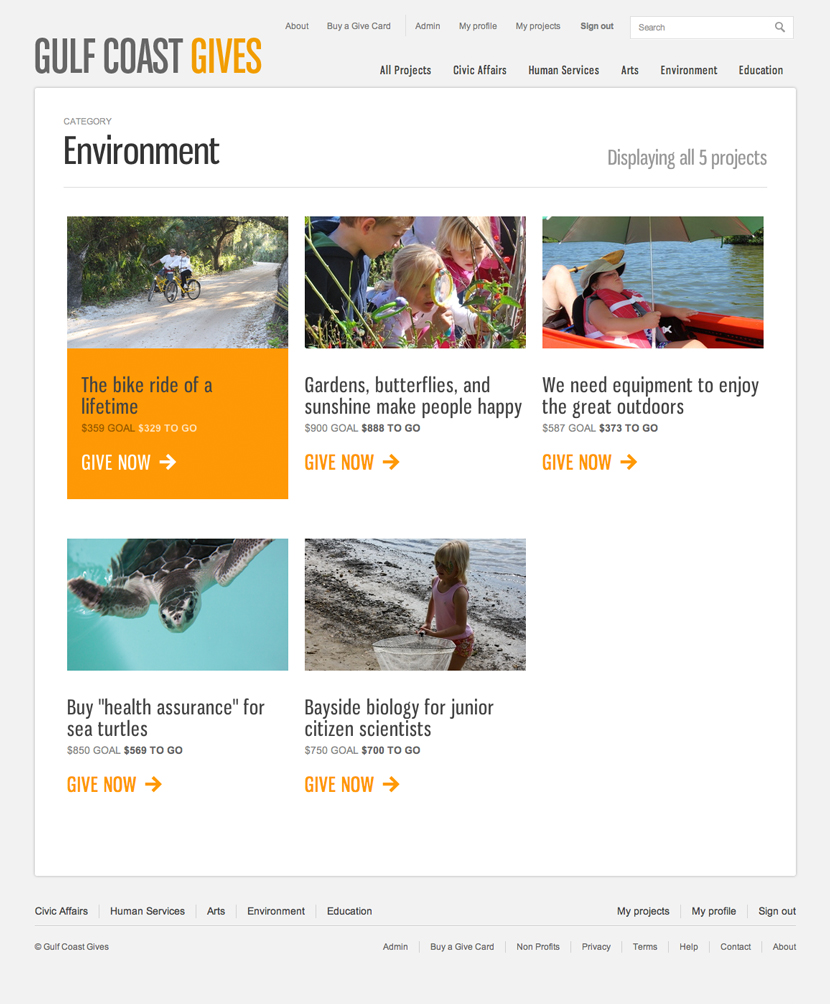 About Buy a Give Card Admin My profile My projects Sign out Search
GULF COAST GIVES
All Projects Civic Affairs Human Services Arts Environment Education
CATEGORY
Environment
Displaying all 5 projects
The bike ride of a
lifetime
$359 GOAL $329 TO GO
GIVE NOW →
Gardens, butterflies, and
sunshine make people happy
$900 GOAL $888 TO GO
GIVE NOW →
We need equipment to enjoy
the great outdoors
$587 GOAL $373 TO GO
GIVE NOW →
Buy "health assurance" for
sea turtles
$850 GOAL $569 TO GO
GIVE NOW →
Bayside biology for junior
citizen scientists
$750 GOAL $700 TO GO
GIVE NOW →
Civic Affairs Human Services Arts Environment Education My projects My profile Sign out
© Gulf Coast Gives Admin Buy a Give Card Non Profits Privacy Terms Help Contact About